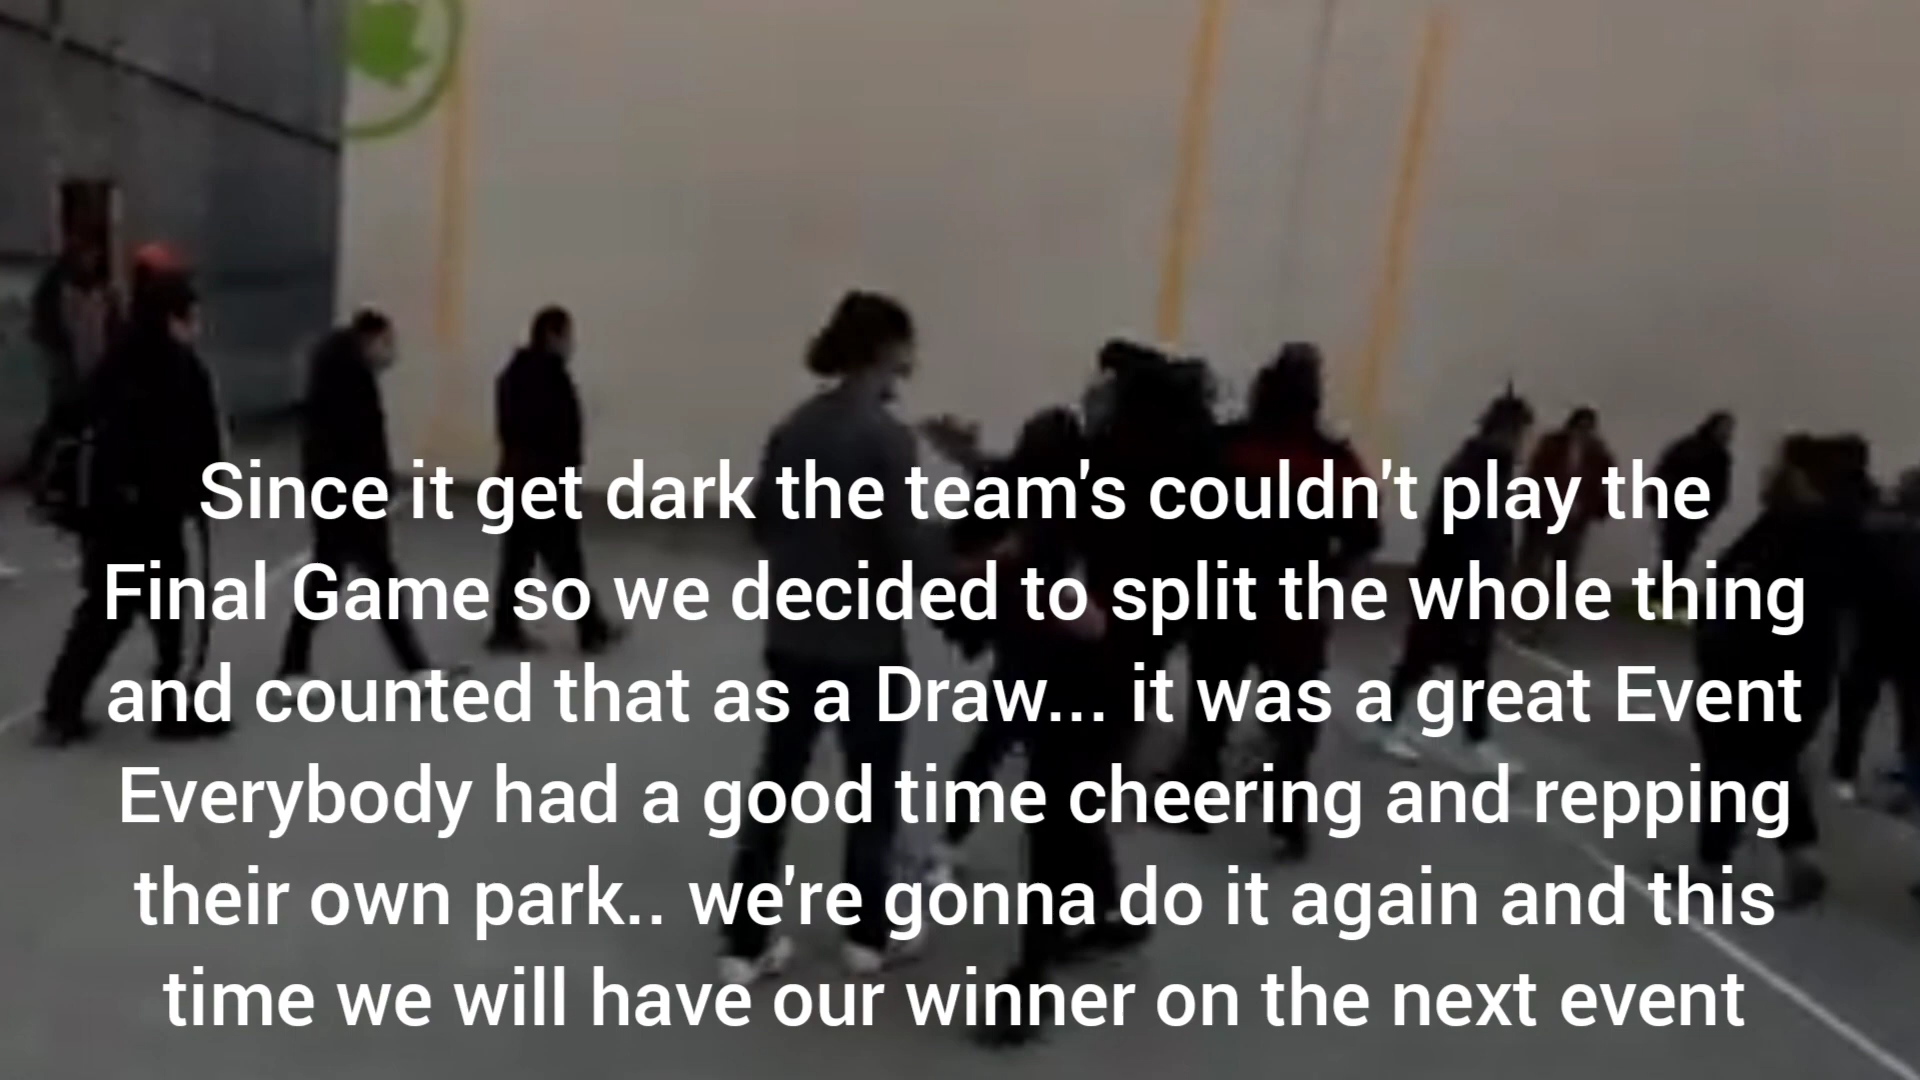 Since it get dark the team's couldn't play the
Final Game so we decided to split the whole thing
and counted that as a Draw... it was a great Event
Everybody had a good time cheering and repping
their own park.. we're gonna do it again and this
time we will have our winner on the next event